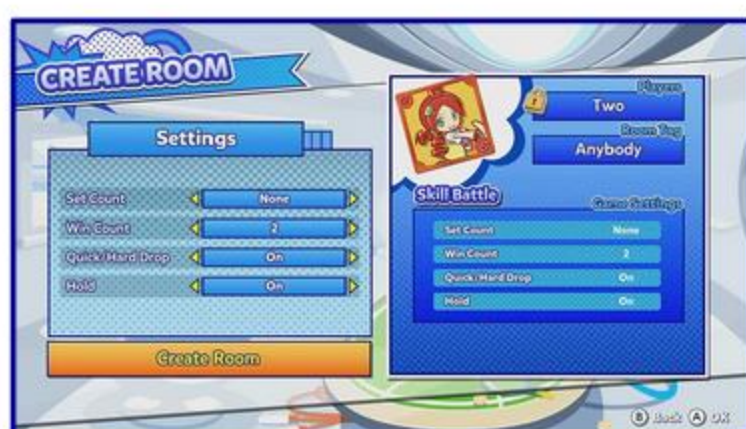 CREATE ROOM
Settings
Set Count None
Win Count 2
Quick/Hard Drop On
Hold On
Create Room
Players
Two
Room Tag
Anybody
Skill Battle
Game Settings
Set Count None
Win Count 2
Quick/Hard Drop On
Hold On
B Back A OK